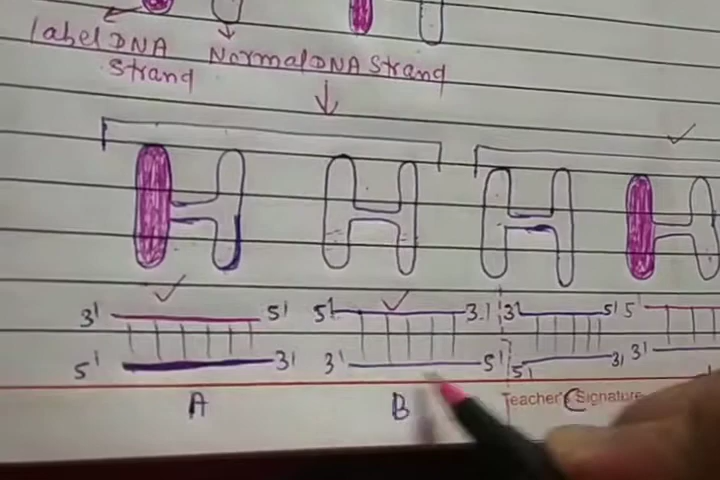 label DNA
Strand
Normal DNA Strand
3' 5' 5' 3' 3' 5' 5'
5' 3' 3' 5' 5' 3' 3'
A B
Teacher's Signature